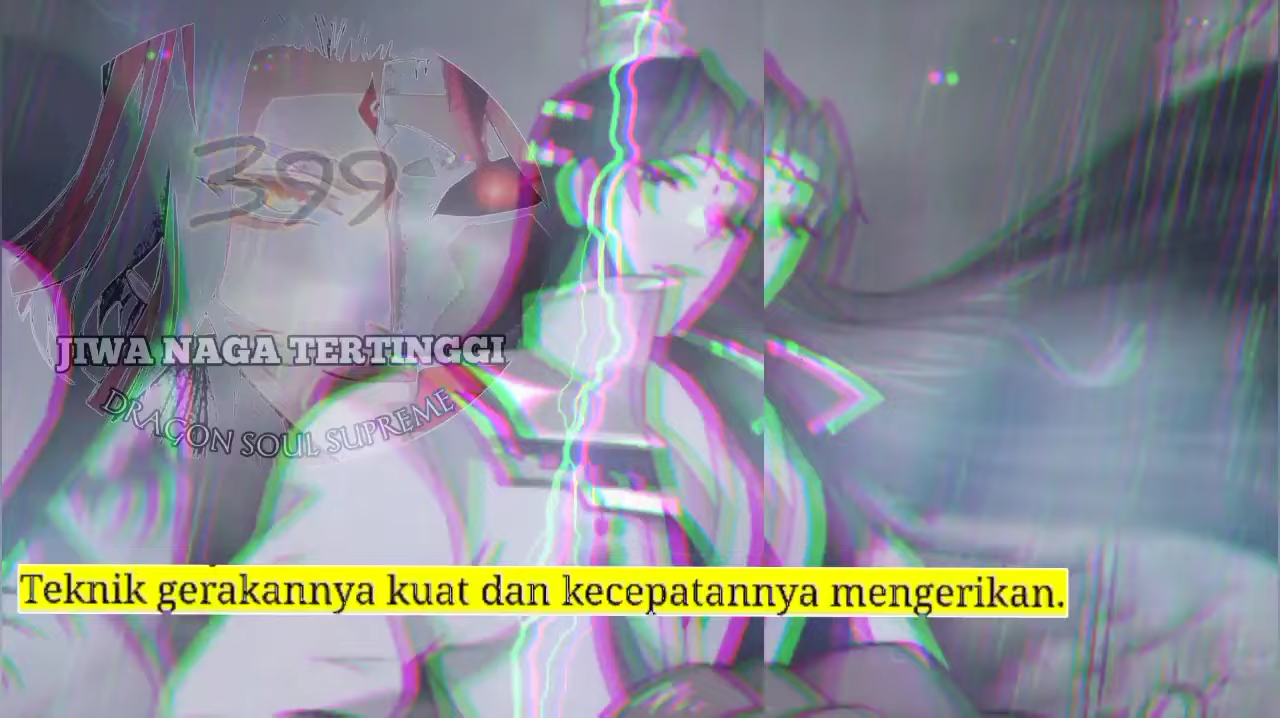 399
JIWA NAGA TERTINGGI
DRAGON SOUL SUPREME
Teknik gerakannya kuat dan kecepatannya mengerikan.